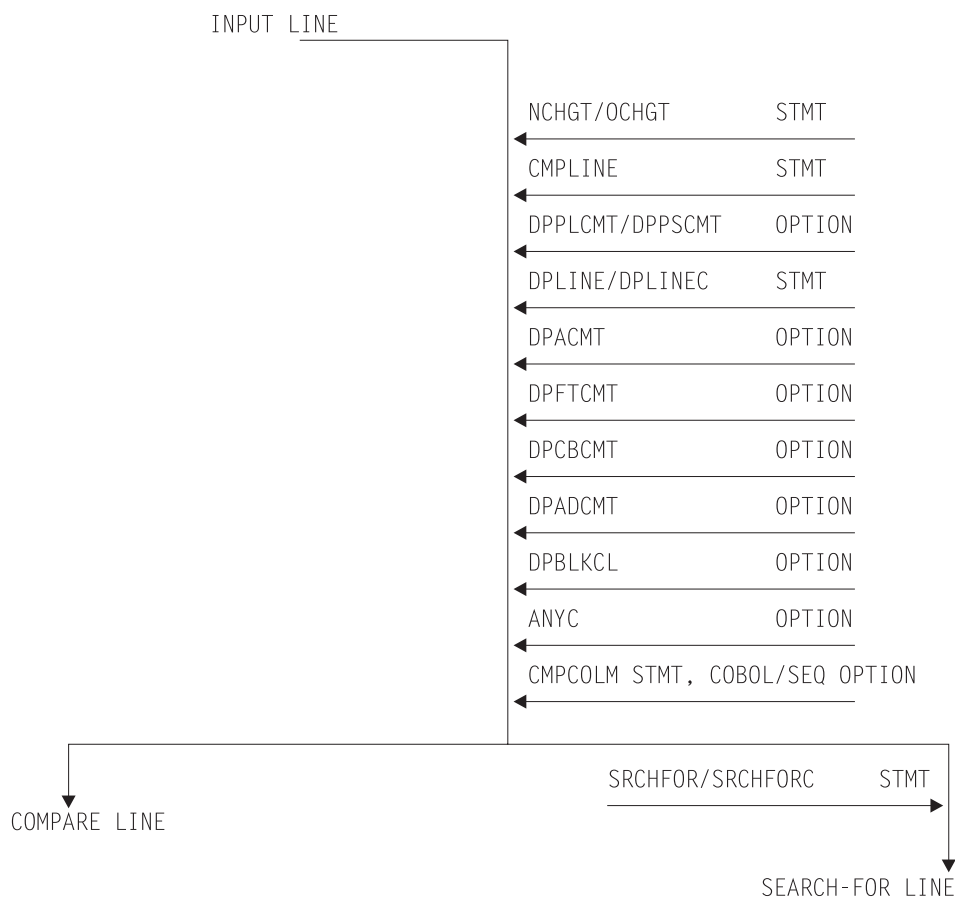 INPUT LINE
NCHGT/OCHGT STMT
CMPLINE STMT
DPPLCMT/DPPSCMT OPTION
DPLINE/DPLINEC STMT
DPACMT OPTION
DPFTCMT OPTION
DPCBCMT OPTION
DPADCMT OPTION
DPBLKCL OPTION
ANYC OPTION
CMPCOLM STMT, COBOL/SEQ OPTION
SRCHFOR/SRCHFORC STMT
COMPARE LINE
SEARCH-FOR LINE